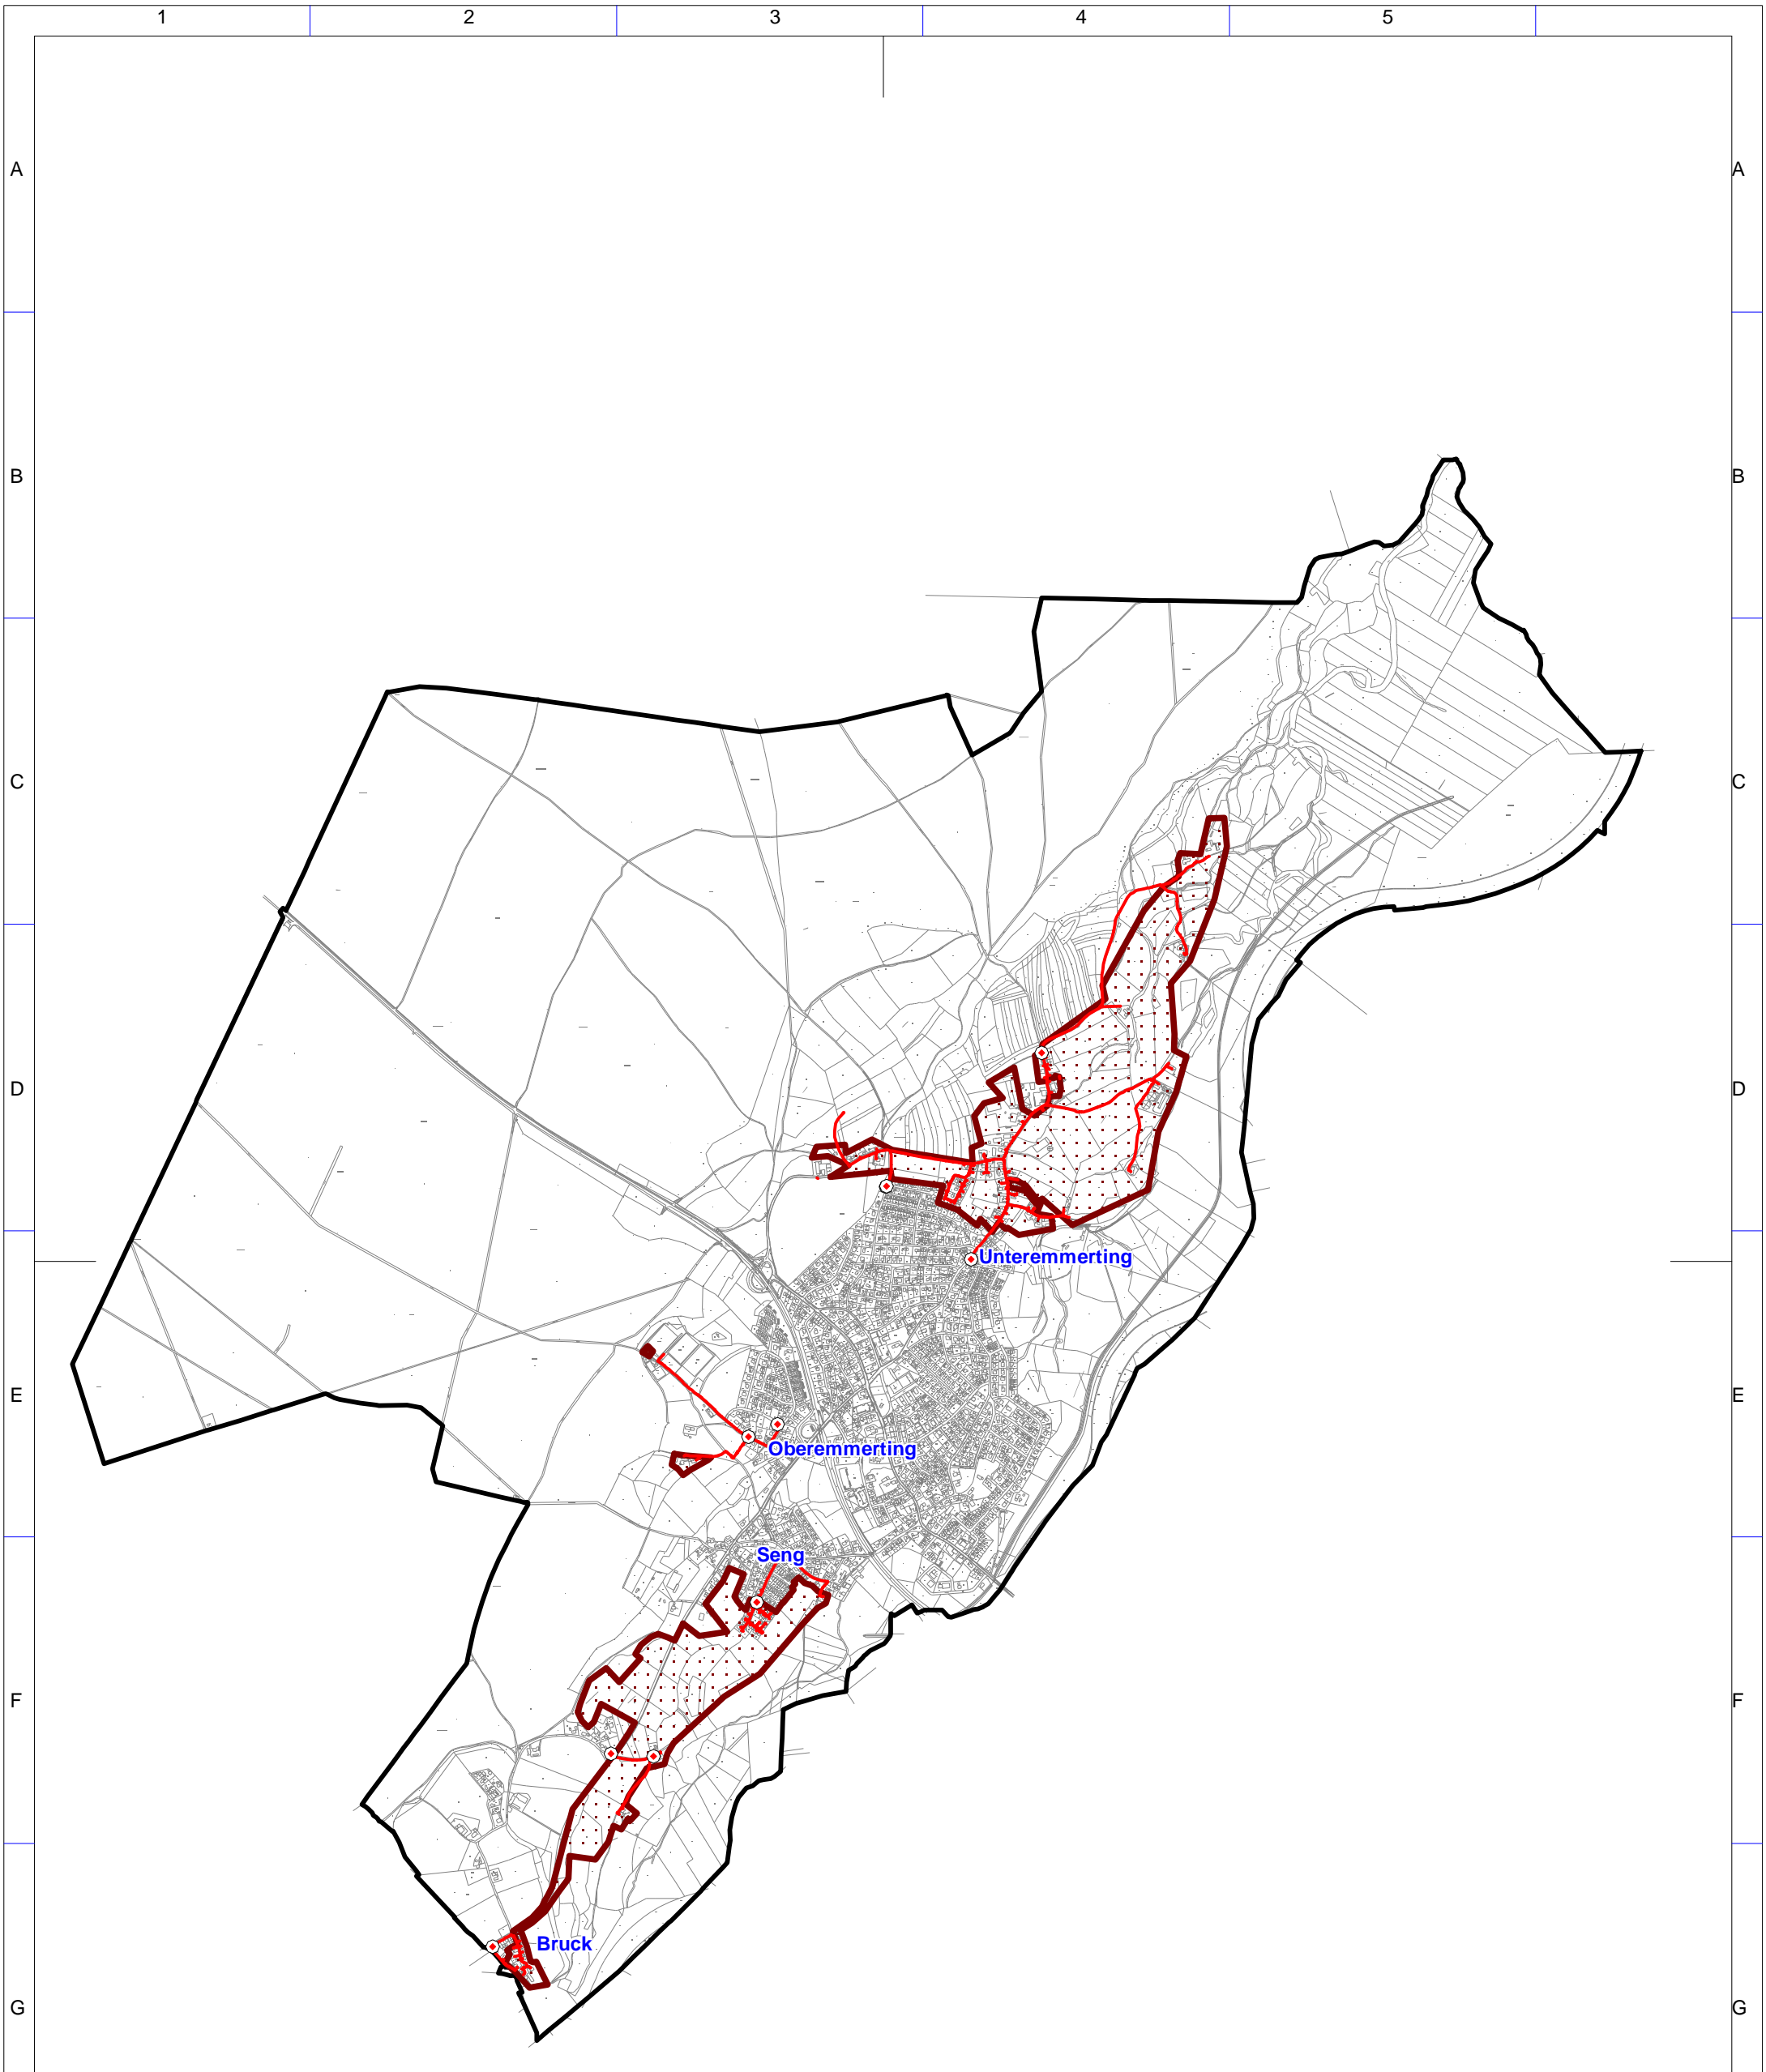 1 2 3 4 5
A A
B B
C C
D D
Unteremmerting
E E
Oberemmerting
Seng
F F
Bruck
G G